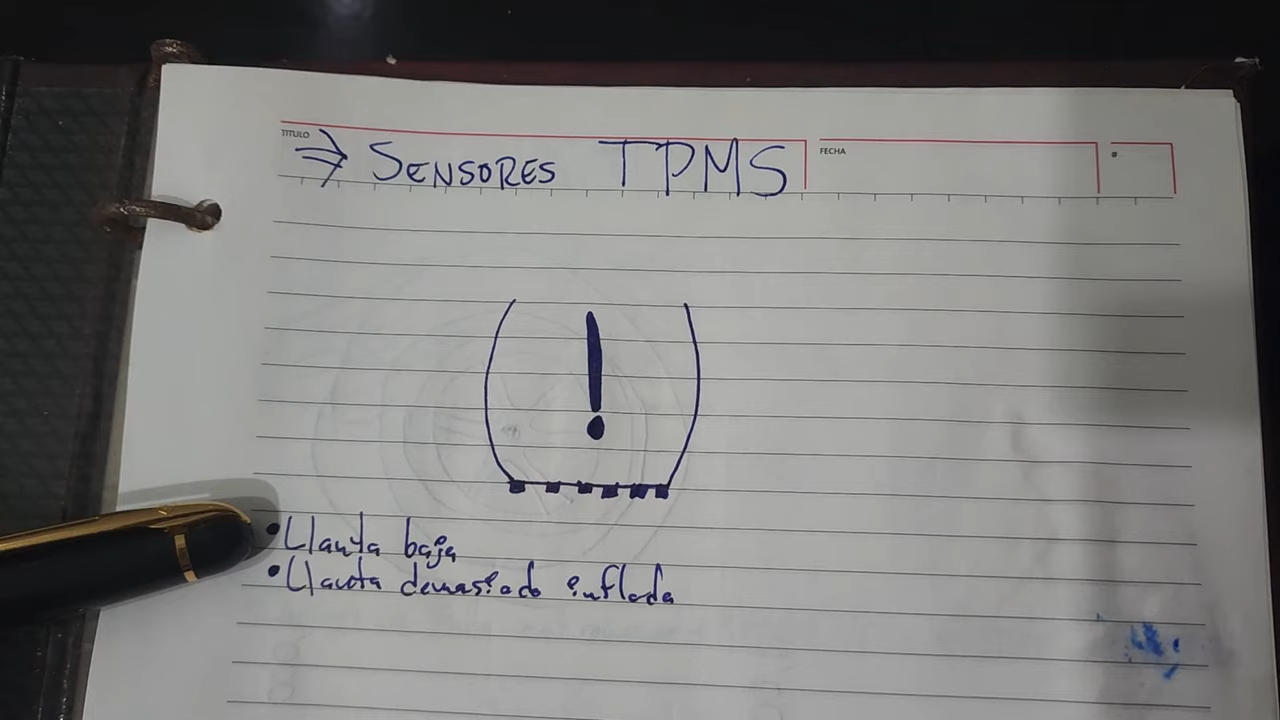 TITULO
⇒ SENSORES TPMS
FECHA
#
!
• Llanta baja
• Llanta demasiado inflada